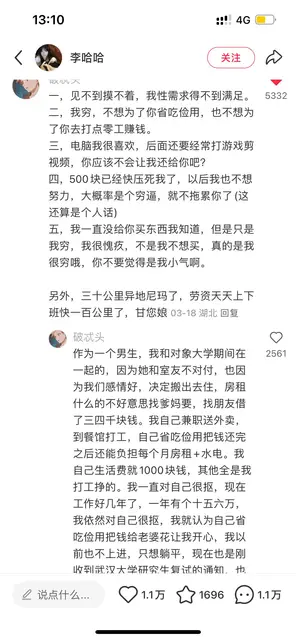 13:10
4G
李哈哈
关注
破忒头
5332
一，见不到摸不着，我性需求得不到满足。
二，我穷，不想为了你省吃俭用，也不想为
了你去打点零工赚钱。
三，电脑我很喜欢，后面还要经常打游戏剪
视频，你应该不会让我还给你吧？
四，500块已经快压死我了，以后我也不想
努力，大概率是个穷逼，就不拖累你了(这
还算是个人话)
五，我一直没给你买东西我知道，但是只是
我穷，我很愧疚，不是我不想买，真的是我
很穷哦，你不要觉得是我小气啊。
另外，三十公里异地尼玛了，劳资天天上下
班快一百公里了，甘您娘 03-18 湖北 回复
破忒头
2561
作为一个男生，我和对象大学期间在
一起的，因为她和室友不对付，也因
为我们感情好，决定搬出去住，房租
什么的不好意思找爹妈要，找朋友借
了三四千块钱。我自己兼职送外卖，
到餐馆打工，自己省吃俭用把钱还完
之后还能负担每个月房租+水电。我
自己生活费就1000块钱，其他全是我
打工挣的。我一直对自己很抠，现在
工作好几年了，一年有个十五六万，
我依然对自己很抠，我就认为自己省
吃俭用把钱给老婆花让我开心，我以
前也不上进，只想躺平，现在也是刚
收到武汉大学研究生复试的通知，也
说点什么...
1.1万
1696
1.1万